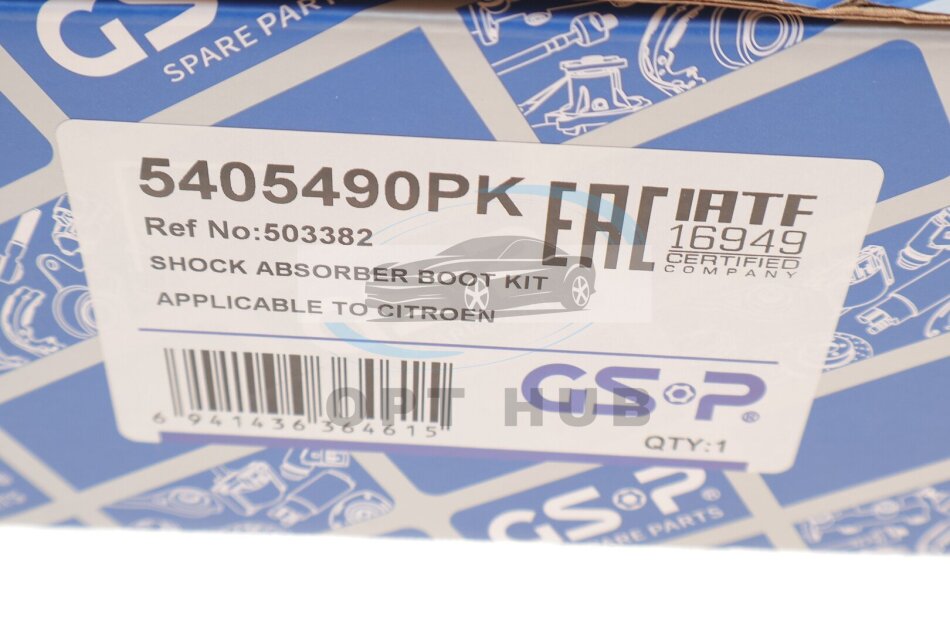 GSP
SPARE PARTS
5405490PK
Ref No:503382
SHOCK ABSORBER BOOT KIT
APPLICABLE TO CITROEN
EAC
IATF
16949
CERTIFIED
COMPANY
6 941436 364615
GSP®
QTY:1
OPT HUB
GSP®
SPARE PARTS